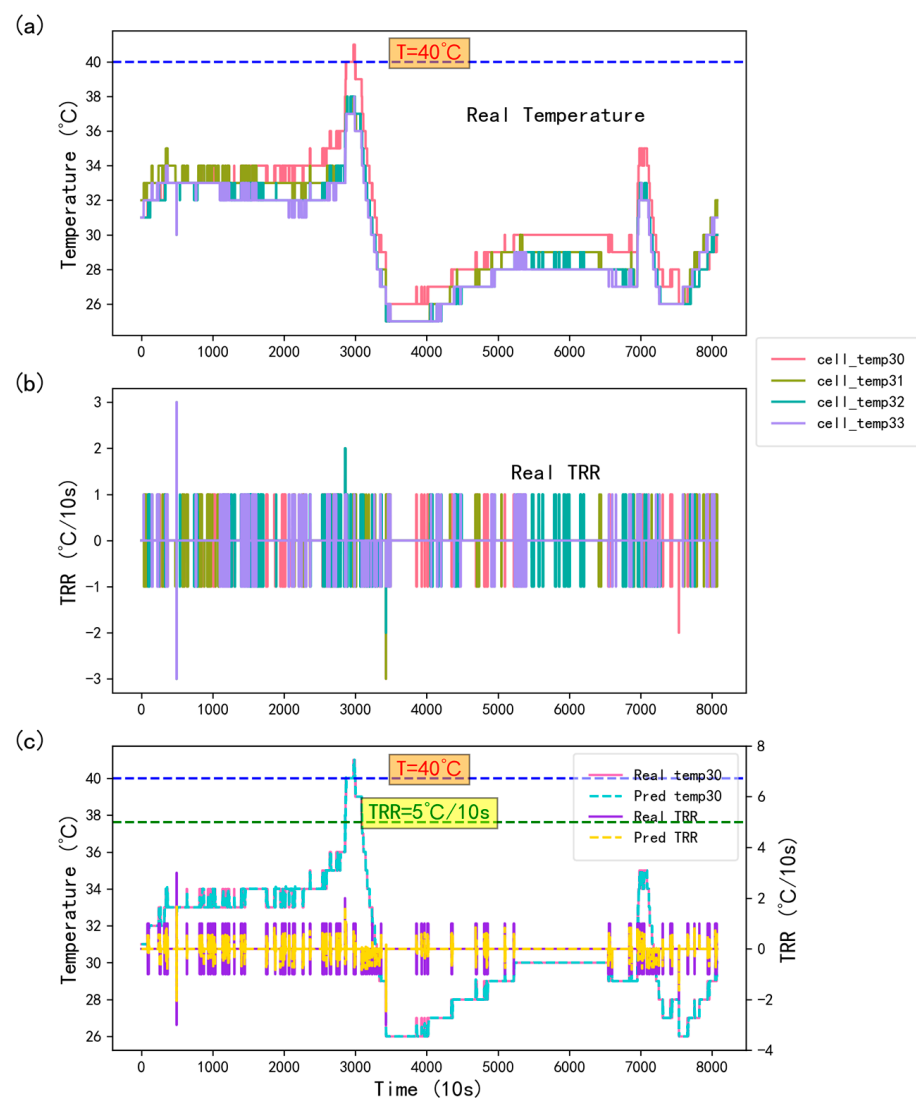 (a)
T=40℃
Real Temperature
Temperature (℃)
40
38
36
34
32
30
28
26
0 1000 2000 3000 4000 5000 6000 7000 8000
cell_temp30
cell_temp31
cell_temp32
cell_temp33
(b)
Real TRR
TRR (℃/10s)
3
2
1
0
−1
−2
−3
0 1000 2000 3000 4000 5000 6000 7000 8000
(c)
T=40℃
TRR=5℃/10s
Real temp30
Pred temp30
Real TRR
Pred TRR
Temperature (℃)
40
38
36
34
32
30
28
26
8
6
4
2
0
−2
−4
TRR (℃/10s)
0 1000 2000 3000 4000 5000 6000 7000 8000
Time (10s)